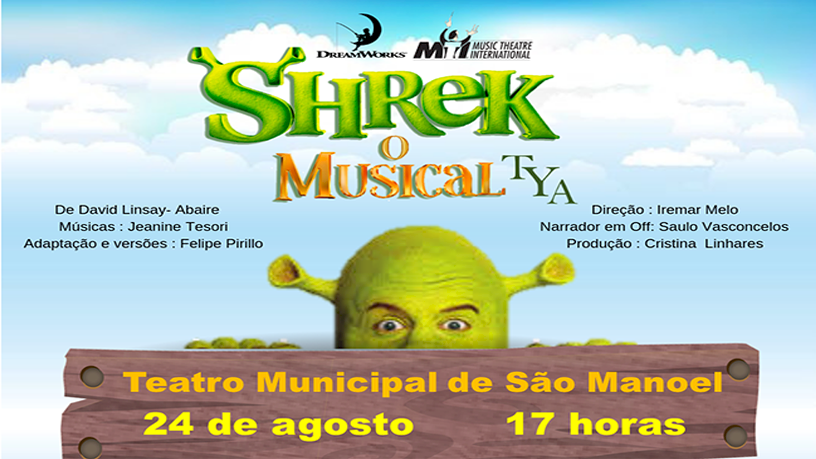 DREAMWORKS
MTI MUSIC THEATRE
INTERNATIONAL
SHREK
O
MUSICAL TYA
De David Linsay- Abaire
Músicas : Jeanine Tesori
Adaptação e versões : Felipe Pirillo
Direção : Iremar Melo
Narrador em Off: Saulo Vasconcelos
Produção : Cristina Linhares
Teatro Municipal de São Manoel
24 de agosto 17 horas